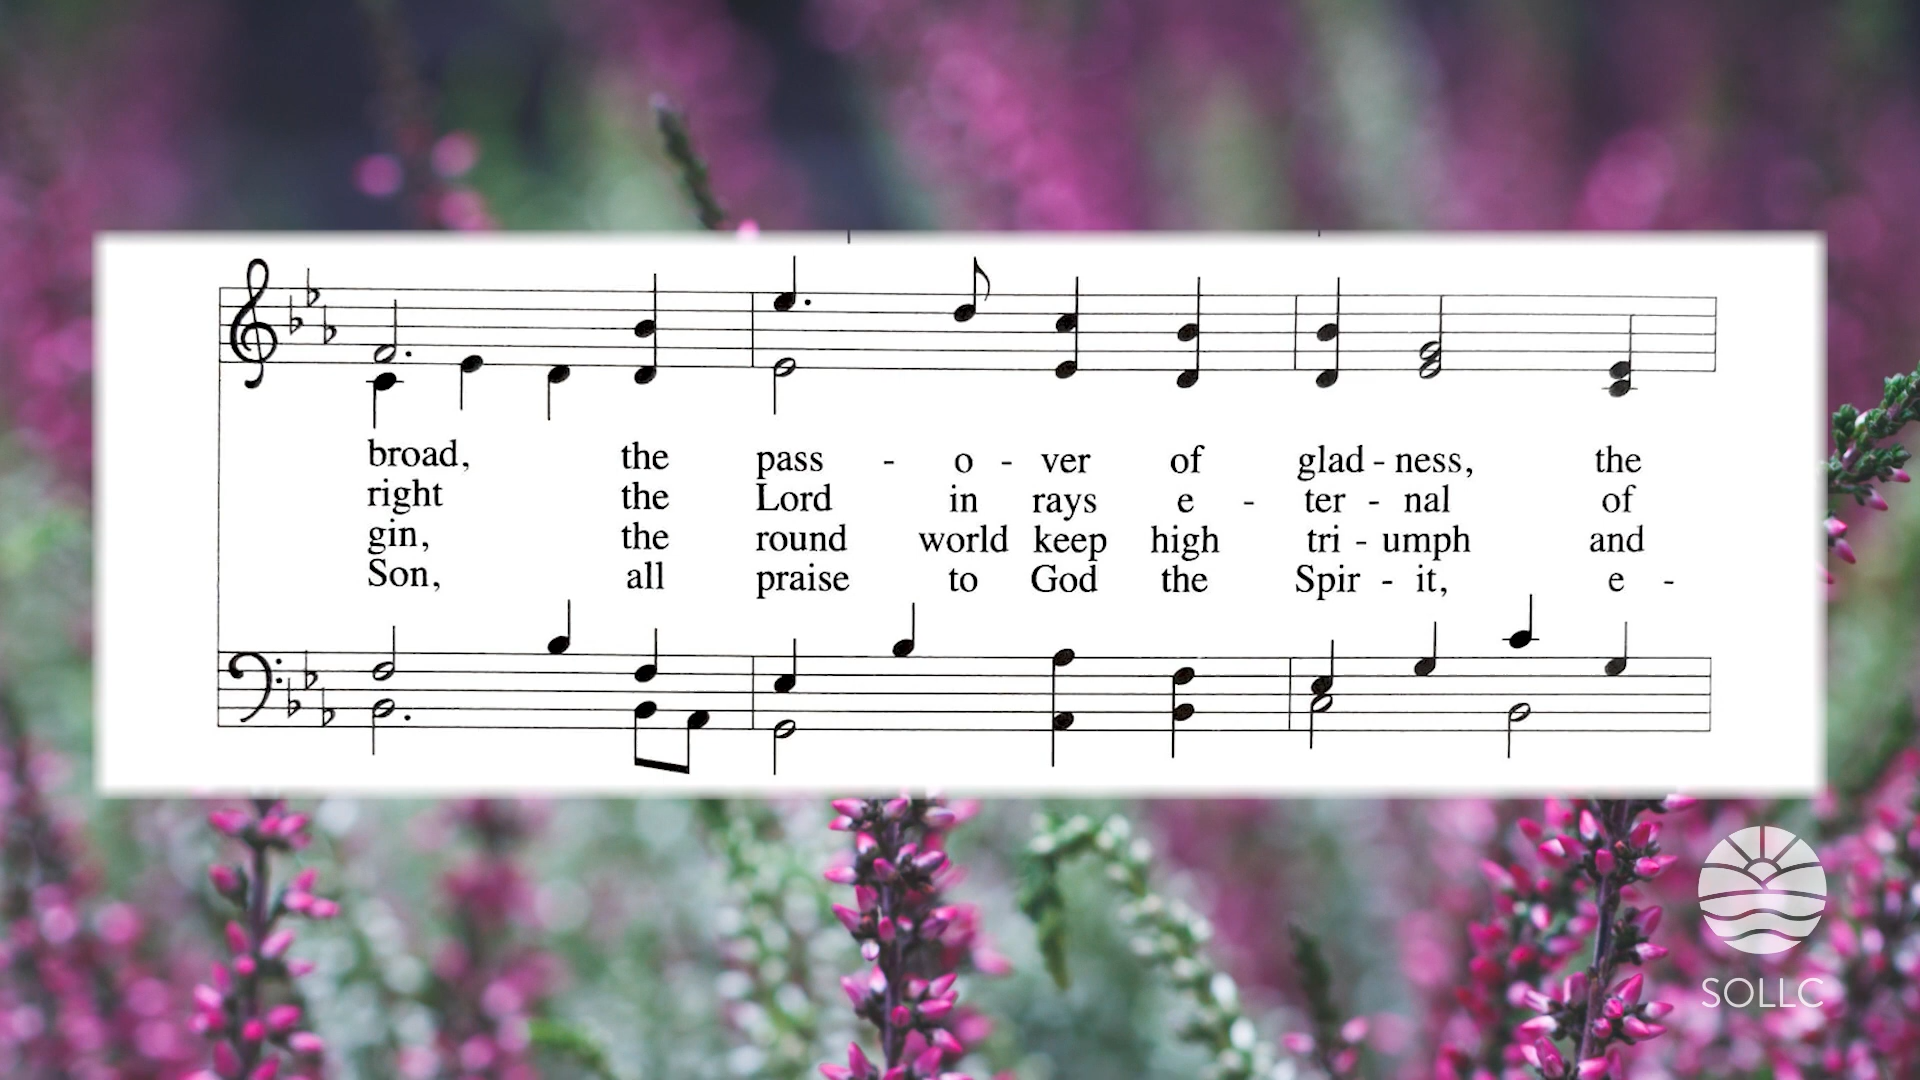 broad, the pass - o - ver of glad - ness, the
right the Lord in rays e - ter - nal of
gin, the round world keep high tri - umph and
Son, all praise to God the Spir - it, e -
SOLLC